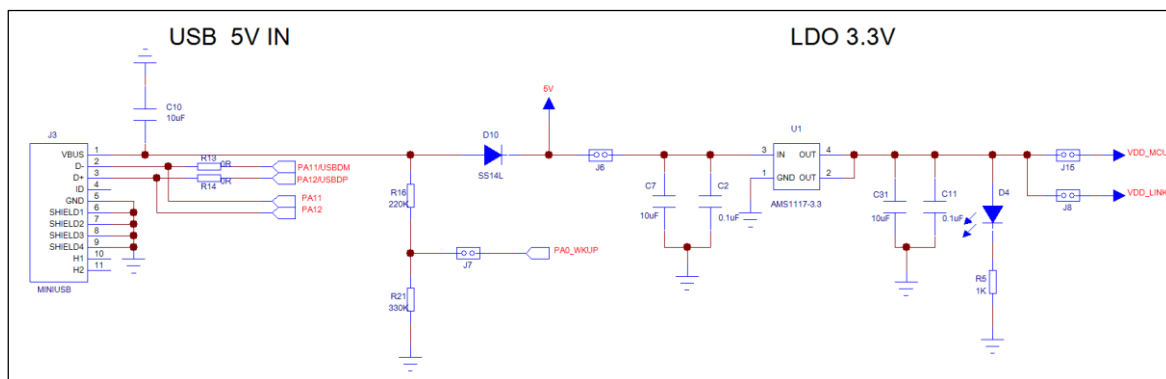 USB 5V IN
LDO 3.3V
C10
10uF
J3
VBUS 1
D- 2
D+ 3
ID 4
GND 5
SHIELD1 6
SHIELD2 7
SHIELD3 8
SHIELD4 9
H1 10
H2 11
MINIUSB
R13 0R
R14 0R
PA11/USBDM
PA12/USBDP
PA11
PA12
R16
220K
R21
330K
J7
PA0_WKUP
D10
SS14L
5V
J6
C7
10uF
C2
0.1uF
U1
3 IN OUT 4
1 GND OUT 2
AMS1117-3.3
C31
10uF
C11
0.1uF
D4
R5
1K
J15
VDD_MCU
J8
VDD_LINK